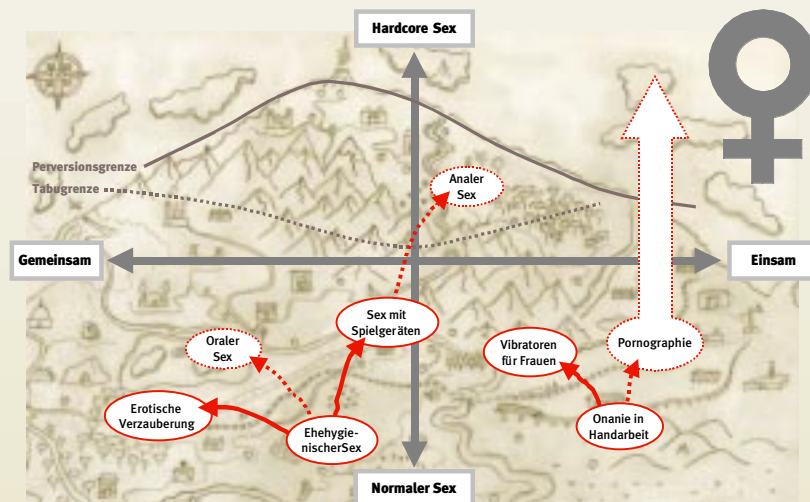 Hardcore Sex
Perversionsgrenze
Tabugrenze
Analer
Sex
Gemeinsam
Einsam
Sex mit
Spielgeräten
Oraler
Sex
Vibratoren
für Frauen
Pornographie
Erotische
Verzauberung
Ehehygie-
nischerSex
Onanie in
Handarbeit
Normaler Sex